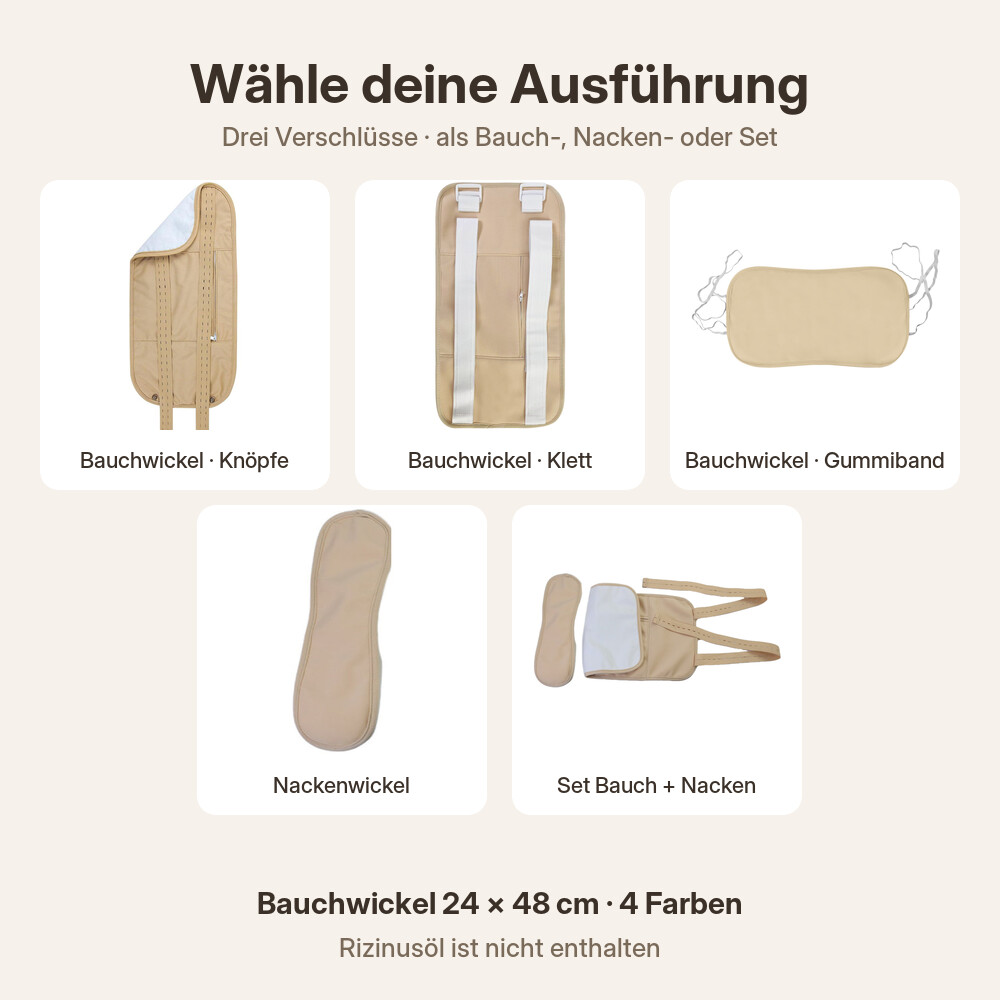 Wähle deine Ausführung
Drei Verschlüsse · als Bauch-, Nacken- oder Set
Bauchwickel · Knöpfe
Bauchwickel · Klett
Bauchwickel · Gummiband
Nackenwickel
Set Bauch + Nacken
Bauchwickel 24 × 48 cm · 4 Farben
Rizinusöl ist nicht enthalten